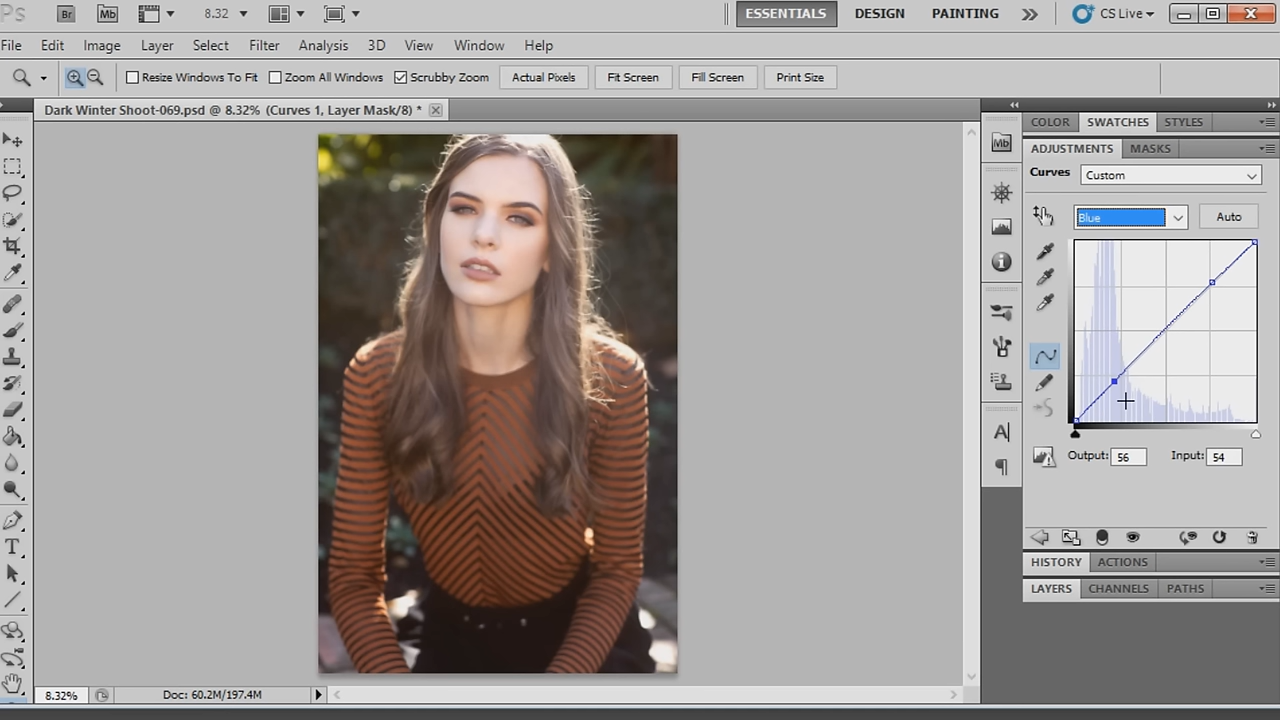 Ps Br Mb 8.32 ESSENTIALS DESIGN PAINTING CS Live
File Edit Image Layer Select Filter Analysis 3D View Window Help
Resize Windows To Fit Zoom All Windows Scrubby Zoom Actual Pixels Fit Screen Fill Screen Print Size
Dark Winter Shoot-069.psd @ 8.32% (Curves 1, Layer Mask/8) *
COLOR SWATCHES STYLES
Mb
ADJUSTMENTS MASKS
Curves Custom
Blue Auto
A
Output: 56 Input: 54
T
HISTORY ACTIONS
LAYERS CHANNELS PATHS
8.32% Doc: 60.2M/197.4M